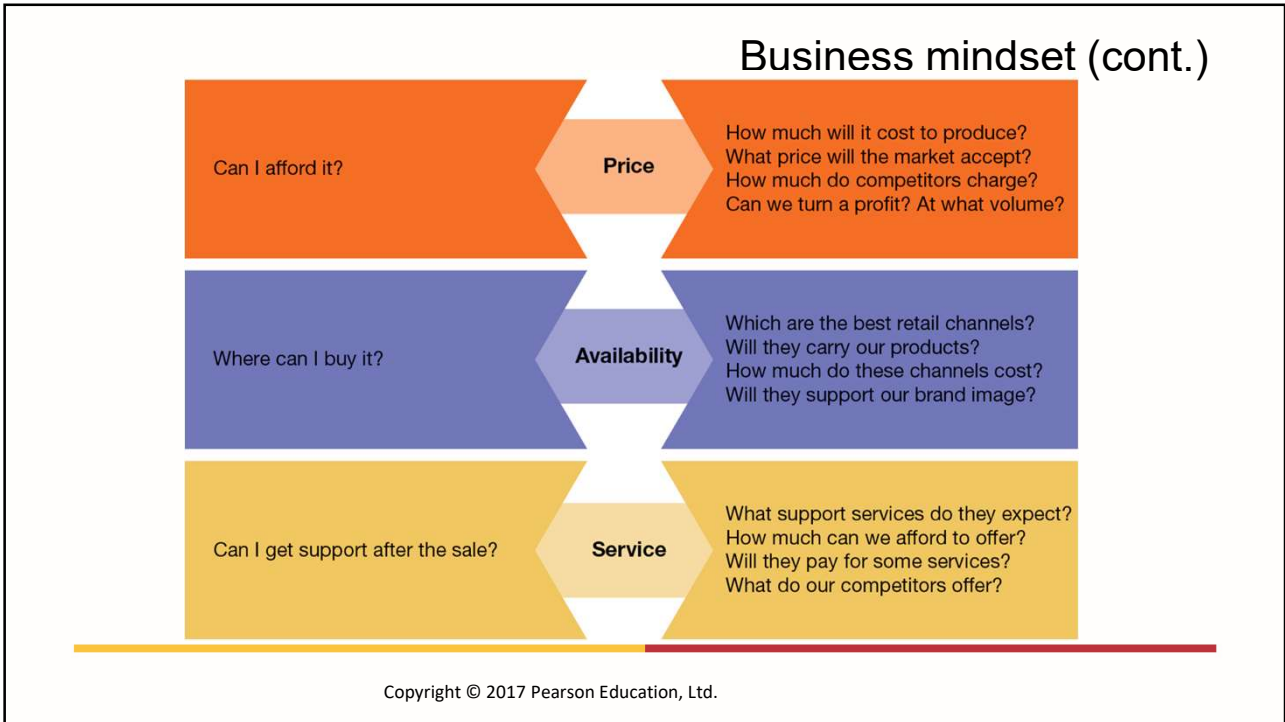 Business mindset (cont.)
Can I afford it?
Price
How much will it cost to produce?
What price will the market accept?
How much do competitors charge?
Can we turn a profit? At what volume?
Where can I buy it?
Availability
Which are the best retail channels?
Will they carry our products?
How much do these channels cost?
Will they support our brand image?
Can I get support after the sale?
Service
What support services do they expect?
How much can we afford to offer?
Will they pay for some services?
What do our competitors offer?
Copyright © 2017 Pearson Education, Ltd.